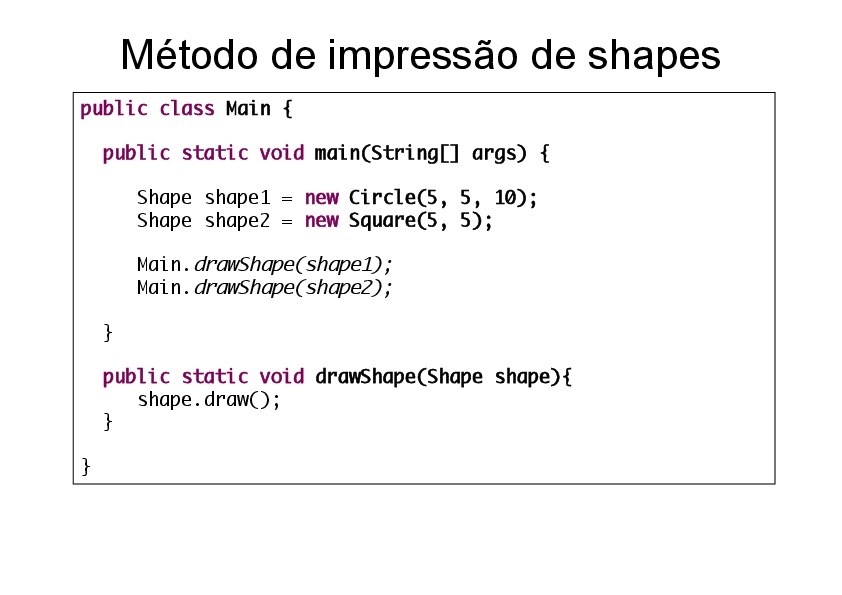 Método de impressão de shapes
public class Main {
public static void main(String[] args) {
Shape shape1 = new Circle(5, 5, 10);
Shape shape2 = new Square(5, 5);
Main.drawShape(shape1);
Main.drawShape(shape2);
}
public static void drawShape(Shape shape){
shape.draw();
}
}